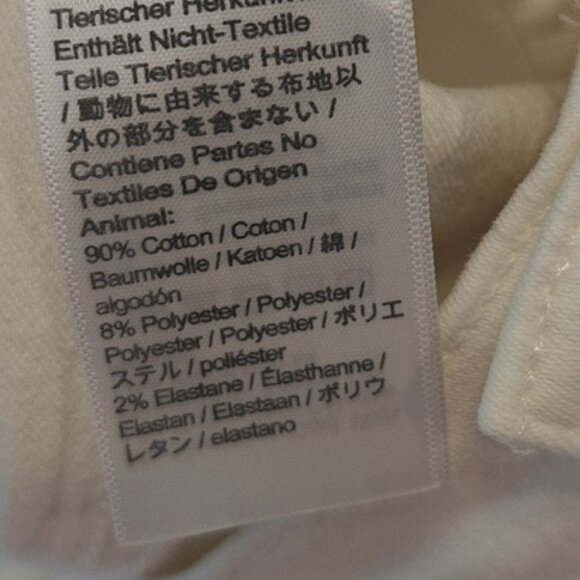 Tierischer
Enthält Nicht-Textile
Teile Tierischer Herkunft
/ 動物に由来する布地以
外の部分を含まない /
Contiene Partes No
Textiles De Origen
Animal:
90% Cotton / Coton /
Baumwolle / Katoen / 綿 /
algodón
8% Polyester / Polyester /
Polyester / Polyester / ポリエ
ステル / poliéster
2% Elastane / Élasthanne /
Elastan / Elastaan / ポリウ
レタン / elastano